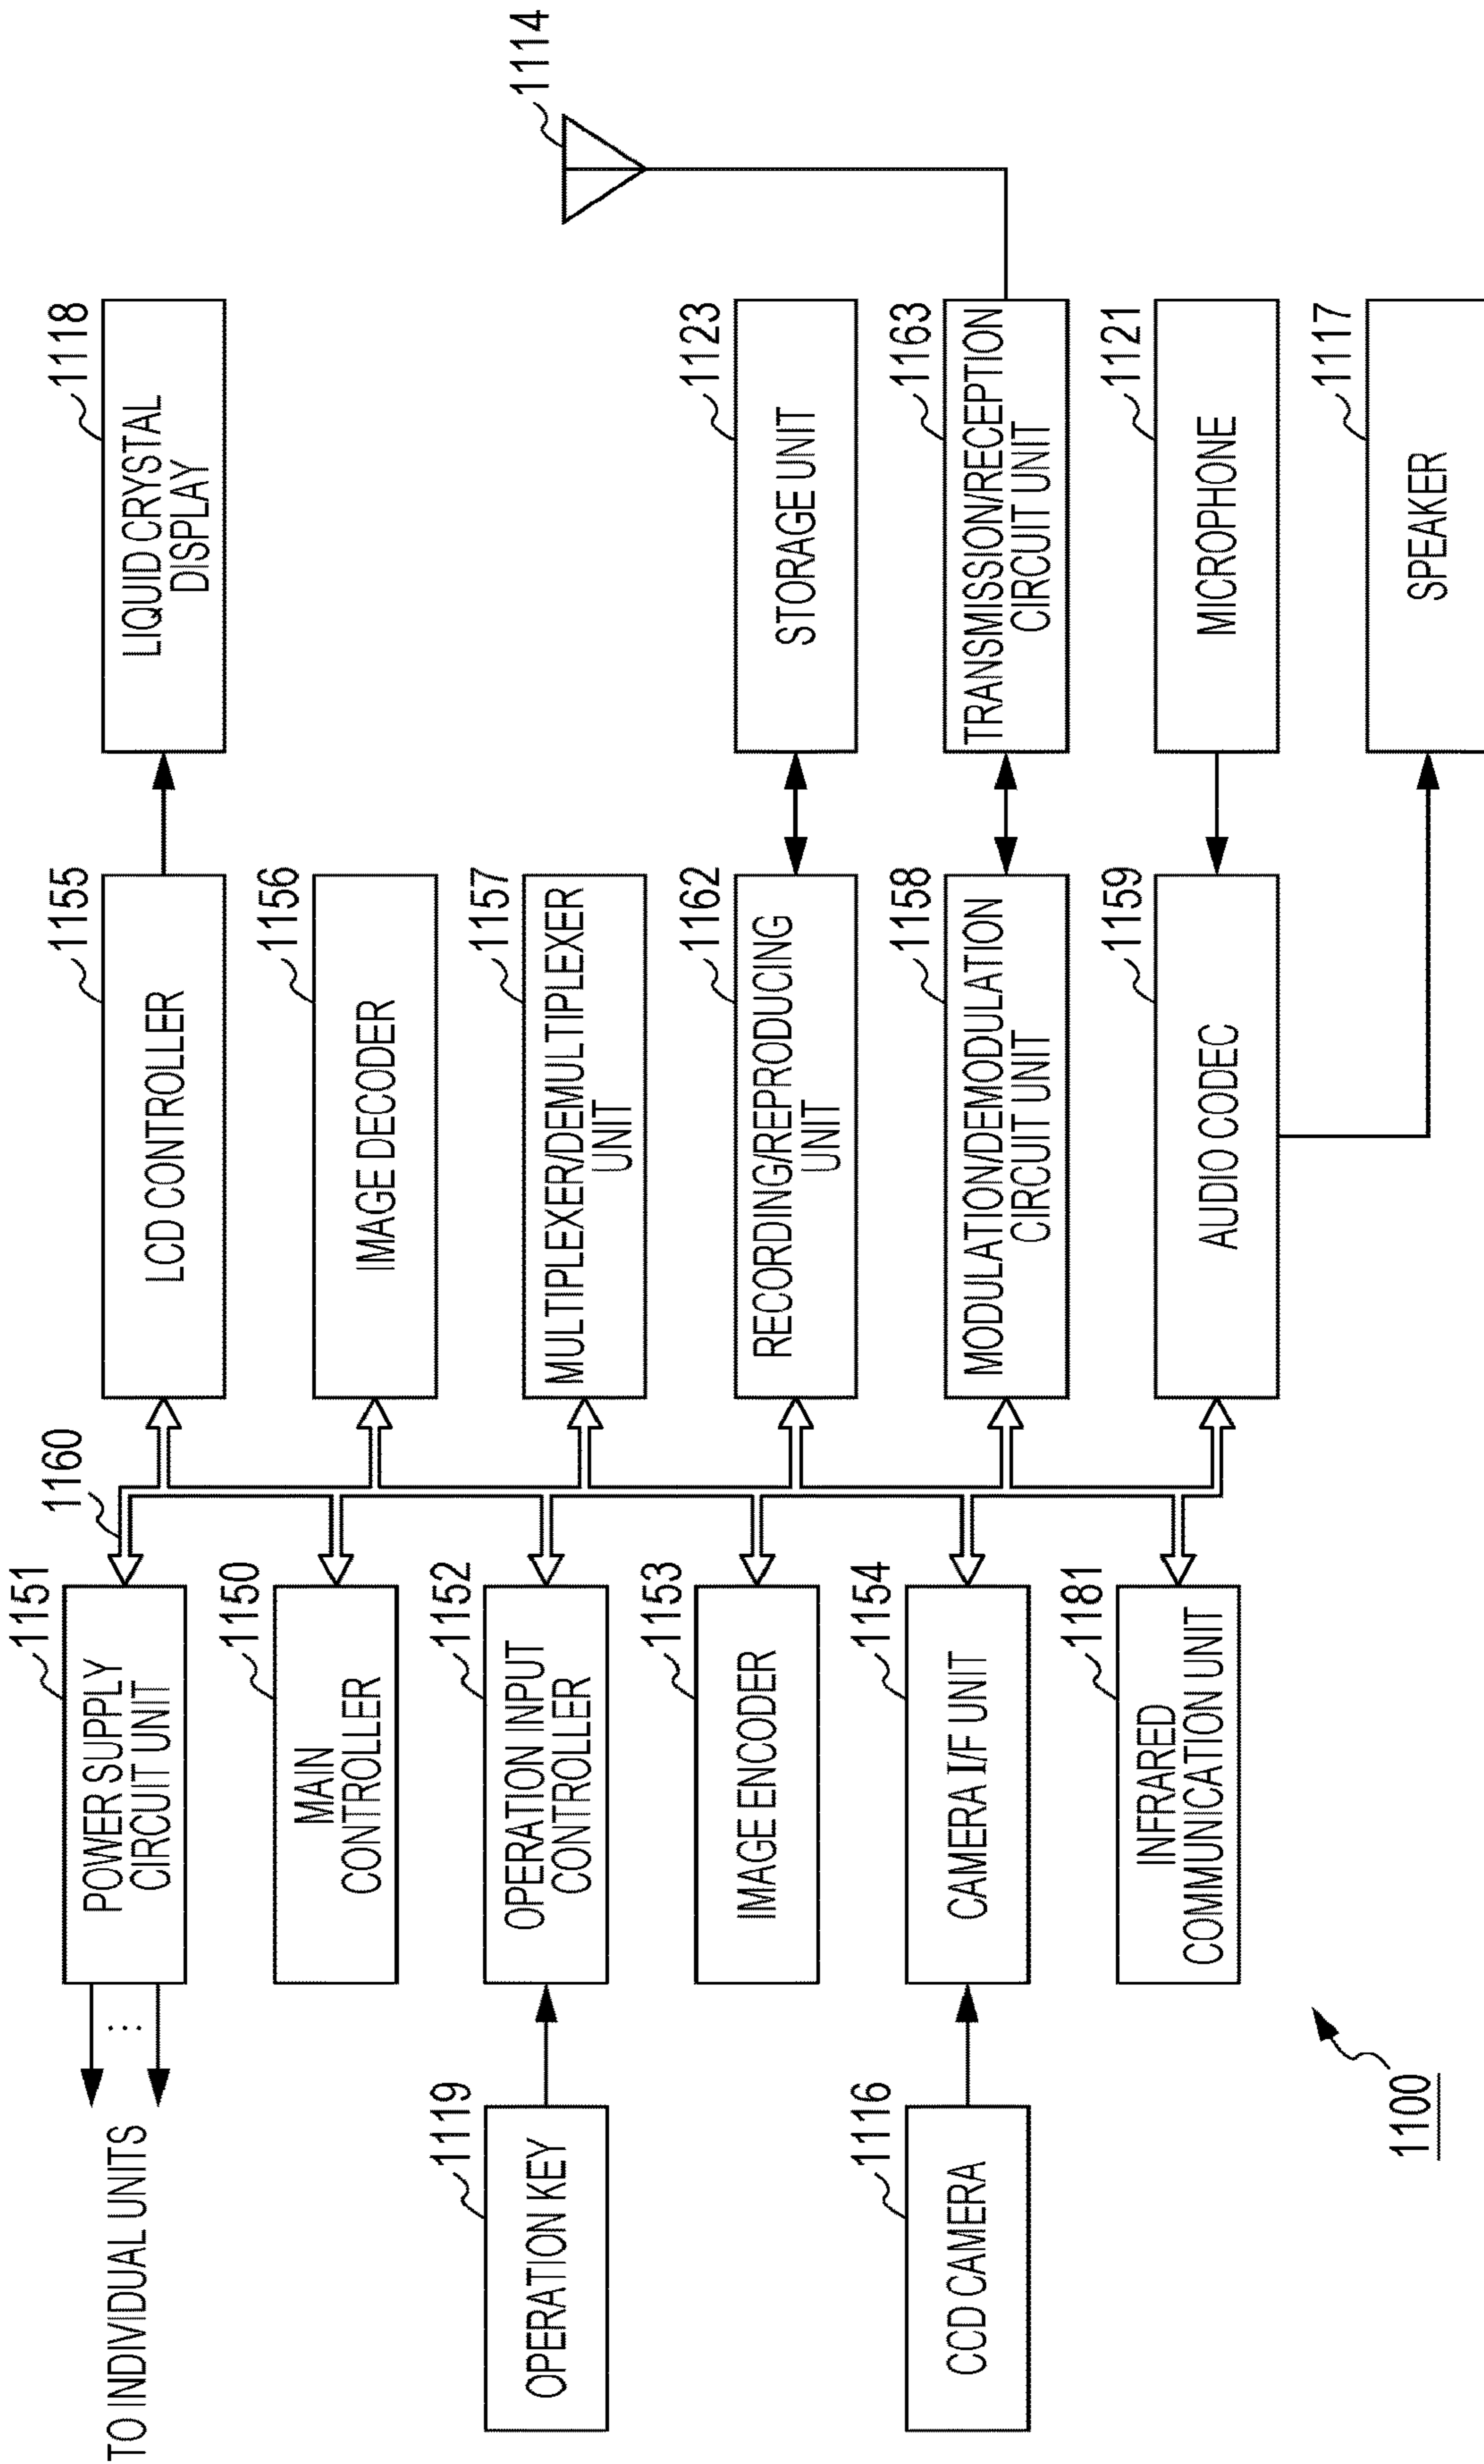 1100
TO INDIVIDUAL UNITS
...
1151
POWER SUPPLY
CIRCUIT UNIT
1160
1155
LCD CONTROLLER
1118
LIQUID CRYSTAL
DISPLAY
1150
MAIN
CONTROLLER
1156
IMAGE DECODER
1119
OPERATION KEY
1152
OPERATION INPUT
CONTROLLER
1157
MULTIPLEXER/DEMULTIPLEXER
UNIT
1153
IMAGE ENCODER
1162
RECORDING/REPRODUCING
UNIT
1123
STORAGE UNIT
1114
1116
CCD CAMERA
1154
CAMERA I/F UNIT
1158
MODULATION/DEMODULATION
CIRCUIT UNIT
1163
TRANSMISSION/RECEPTION
CIRCUIT UNIT
1181
INFRARED
COMMUNICATION UNIT
1159
AUDIO CODEC
1121
MICROPHONE
1117
SPEAKER